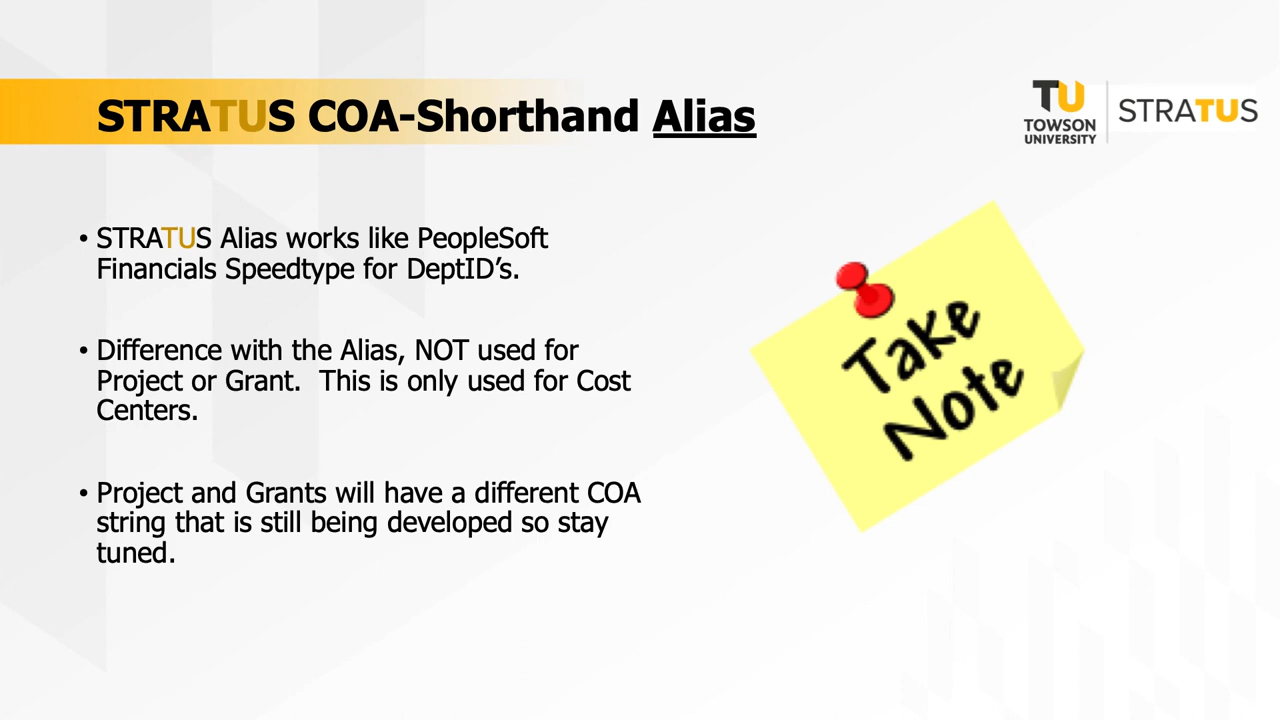 STRATUS COA-Shorthand Alias
TU
TOWSON
UNIVERSITY
STRATUS
• STRATUS Alias works like PeopleSoft
Financials Speedtype for DeptID’s.
• Difference with the Alias, NOT used for
Project or Grant.  This is only used for Cost
Centers.
• Project and Grants will have a different COA
string that is still being developed so stay
tuned.
Take
Note